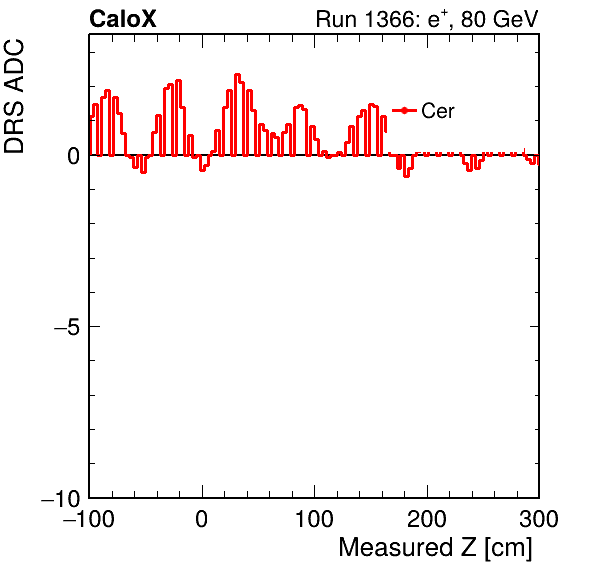 CaloX Run 1366: e⁺, 80 GeV
DRS ADC
Cer
0
−5
−10
−100 0 100 200 300
Measured Z [cm]